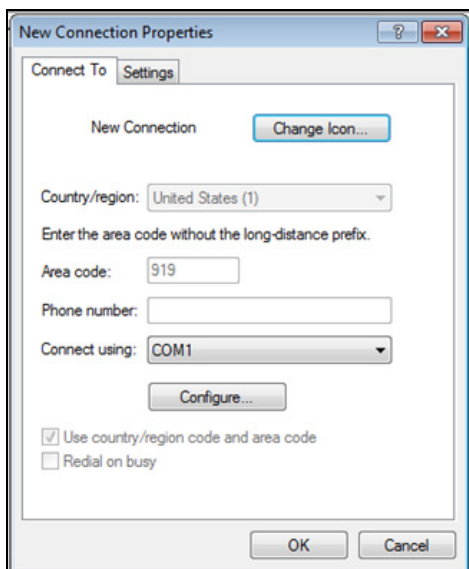 New Connection Properties
Connect To Settings
New Connection Change Icon...
Country/region: United States (1)
Enter the area code without the long-distance prefix.
Area code: 919
Phone number:
Connect using: COM1
Configure...
Use country/region code and area code
Redial on busy
OK Cancel